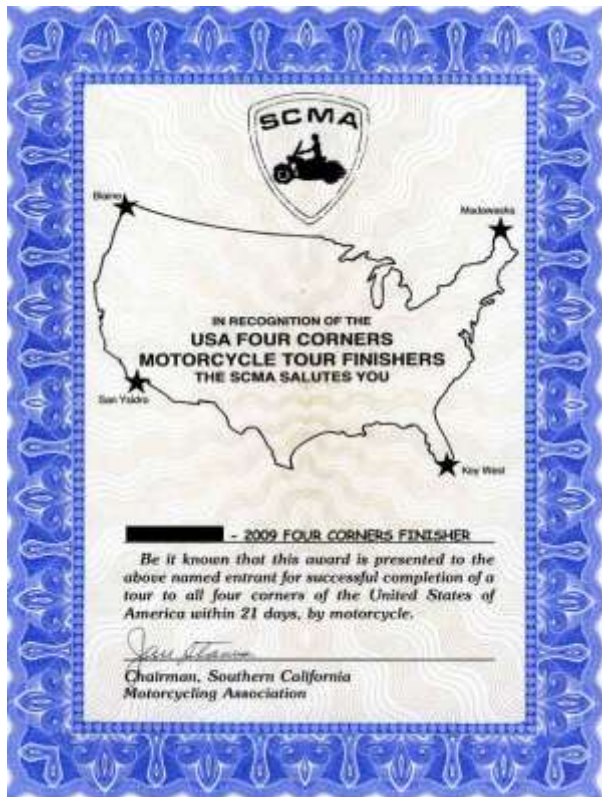 SCMA
Blaine
Madawaska
IN RECOGNITION OF THE
USA FOUR CORNERS
MOTORCYCLE TOUR FINISHERS
THE SCMA SALUTES YOU
San Ysidro
Key West
- 2009 FOUR CORNERS FINISHER
Be it known that this award is presented to the
above named entrant for successful completion of a
tour to all four corners of the United States of
America within 21 days, by motorcycle.
Chairman, Southern California
Motorcycling Association